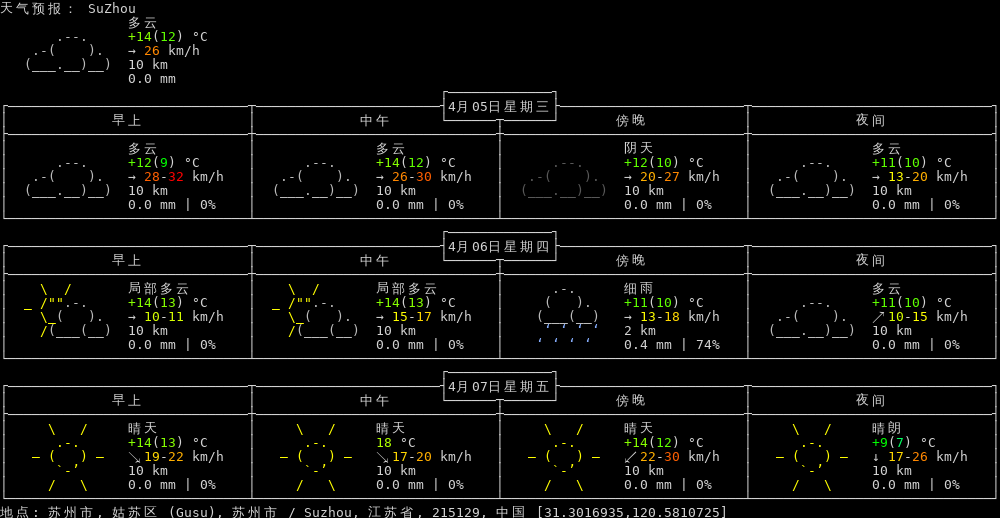 天气预报: SuZhou
多云
+14(12) °C
→ 26 km/h
10 km
0.0 mm
4月05日星期三
早上 中午 傍晚 夜间
多云 多云 阴天 多云
+12(9) °C +14(12) °C +12(10) °C +11(10) °C
→ 28-32 km/h → 26-30 km/h → 20-27 km/h → 13-20 km/h
10 km 10 km 10 km 10 km
0.0 mm | 0% 0.0 mm | 0% 0.0 mm | 0% 0.0 mm | 0%
4月06日星期四
早上 中午 傍晚 夜间
局部多云 局部多云 细雨 多云
+14(13) °C +14(13) °C +11(10) °C +11(10) °C
→ 10-11 km/h → 15-17 km/h → 13-18 km/h ↗ 10-15 km/h
10 km 10 km 2 km 10 km
0.0 mm | 0% 0.0 mm | 0% 0.4 mm | 74% 0.0 mm | 0%
4月07日星期五
早上 中午 傍晚 夜间
晴天 晴天 晴天 晴朗
+14(13) °C 18 °C +14(12) °C +9(7) °C
↘ 19-22 km/h ↘ 17-20 km/h ↙ 22-30 km/h ↓ 17-26 km/h
10 km 10 km 10 km 10 km
0.0 mm | 0% 0.0 mm | 0% 0.0 mm | 0% 0.0 mm | 0%
地点: 苏州市, 姑苏区 (Gusu), 苏州市 / Suzhou, 江苏省, 215129, 中国 [31.3016935,120.5810725]